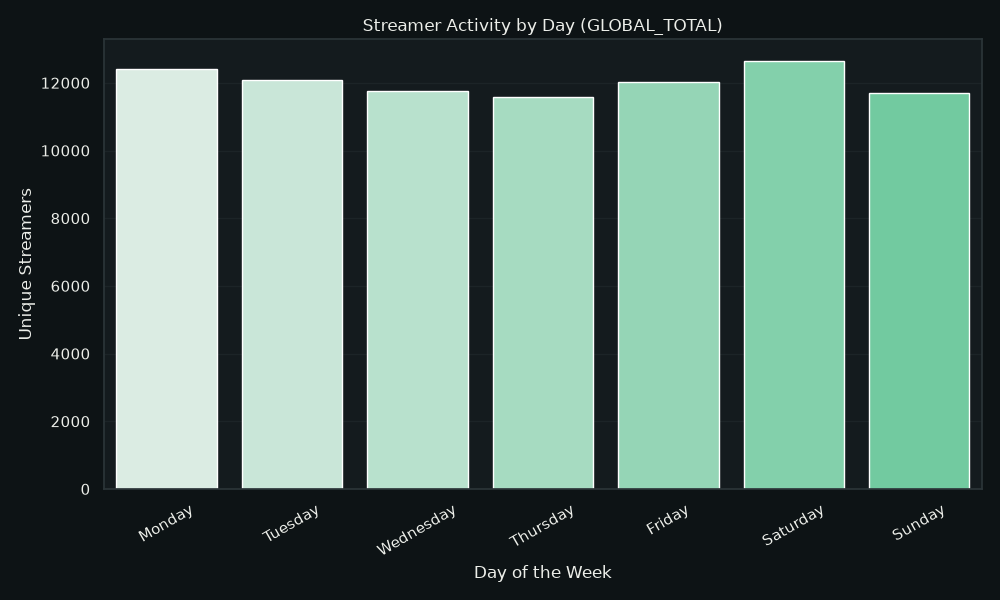 Streamer Activity by Day (GLOBAL_TOTAL)
Unique Streamers
12000
10000
8000
6000
4000
2000
0
Monday
Tuesday
Wednesday
Thursday
Friday
Saturday
Sunday
Day of the Week